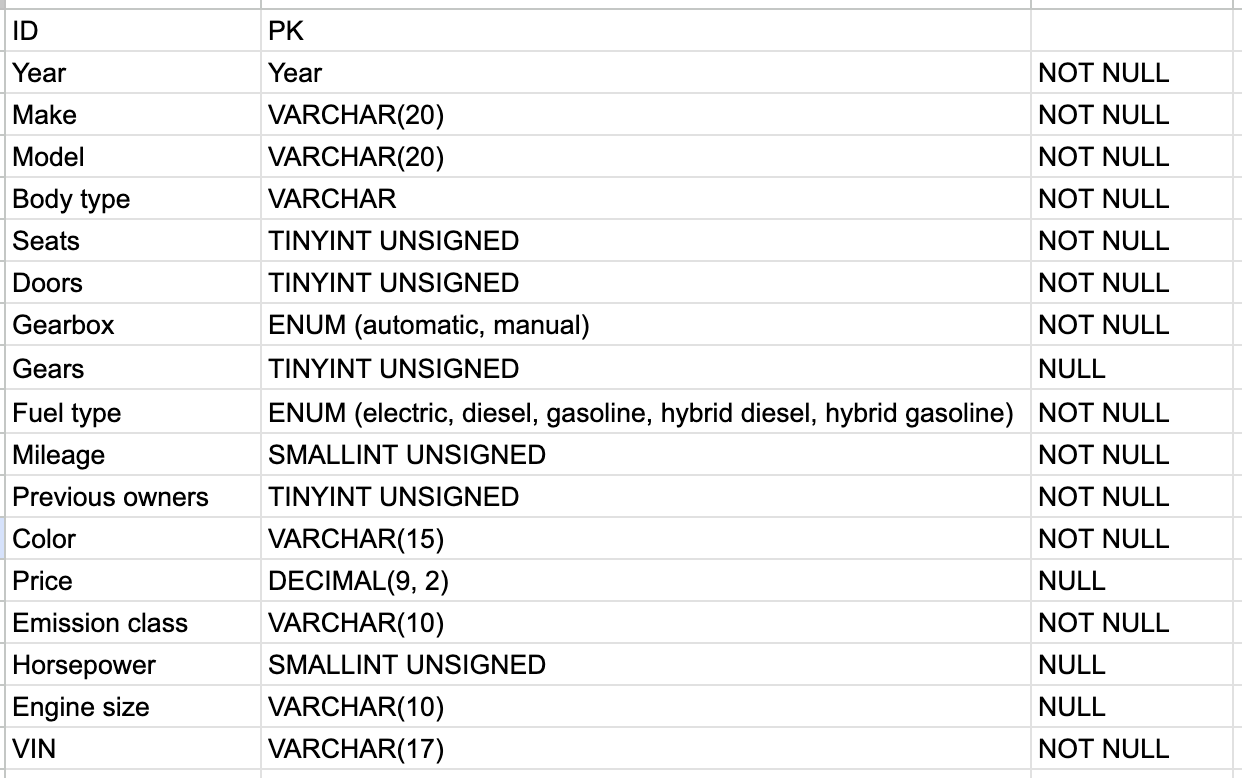 ID PK
Year Year NOT NULL
Make VARCHAR(20) NOT NULL
Model VARCHAR(20) NOT NULL
Body type VARCHAR NOT NULL
Seats TINYINT UNSIGNED NOT NULL
Doors TINYINT UNSIGNED NOT NULL
Gearbox ENUM (automatic, manual) NOT NULL
Gears TINYINT UNSIGNED NULL
Fuel type ENUM (electric, diesel, gasoline, hybrid diesel, hybrid gasoline) NOT NULL
Mileage SMALLINT UNSIGNED NOT NULL
Previous owners TINYINT UNSIGNED NOT NULL
Color VARCHAR(15) NOT NULL
Price DECIMAL(9, 2) NULL
Emission class VARCHAR(10) NOT NULL
Horsepower SMALLINT UNSIGNED NULL
Engine size VARCHAR(10) NULL
VIN VARCHAR(17) NOT NULL